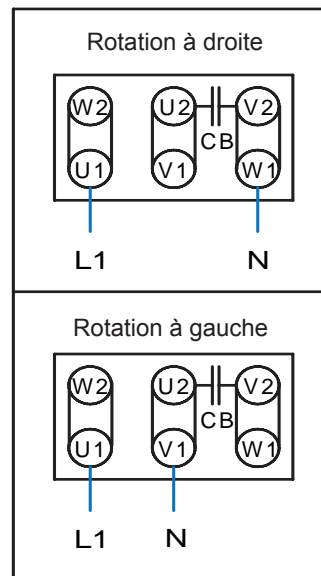 Rotation à droite
W2 U2 V2
CB
U1 V1 W1
L1 N
Rotation à gauche
W2 U2 V2
CB
U1 V1 W1
L1 N